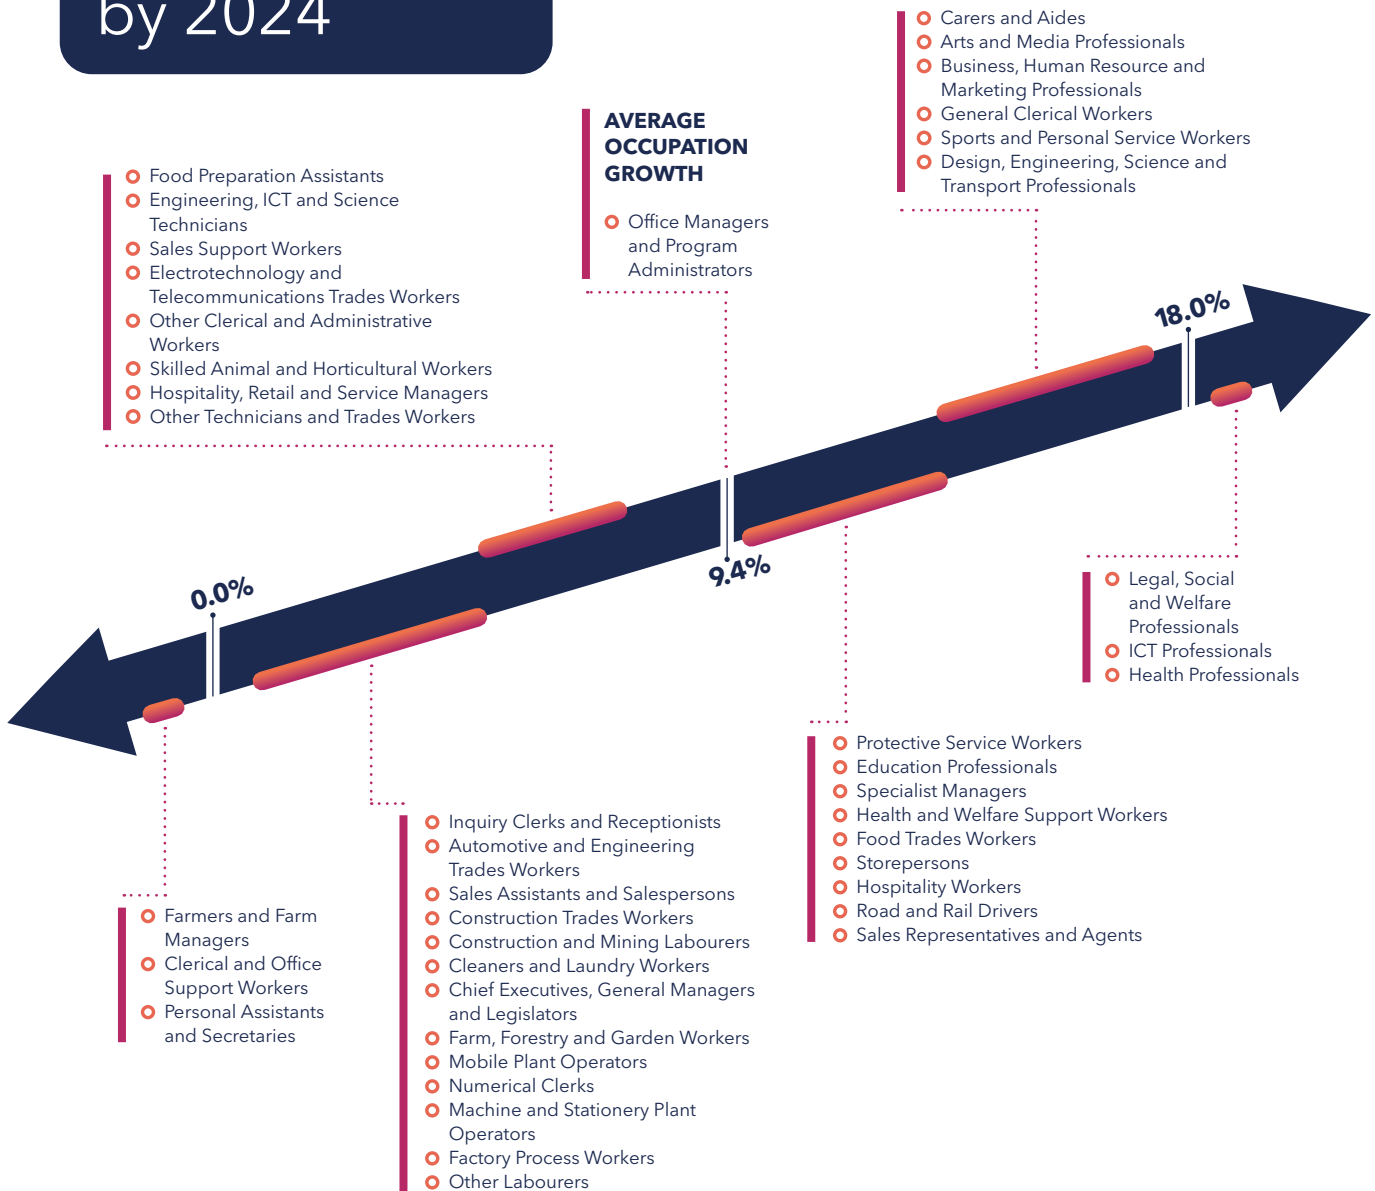 by 2024
Carers and Aides
Arts and Media Professionals
Business, Human Resource and
Marketing Professionals
General Clerical Workers
Sports and Personal Service Workers
Design, Engineering, Science and
Transport Professionals
AVERAGE
OCCUPATION
GROWTH
Office Managers
and Program
Administrators
Food Preparation Assistants
Engineering, ICT and Science
Technicians
Sales Support Workers
Electrotechnology and
Telecommunications Trades Workers
Other Clerical and Administrative
Workers
Skilled Animal and Horticultural Workers
Hospitality, Retail and Service Managers
Other Technicians and Trades Workers
18.0%
9.4%
0.0%
Legal, Social
and Welfare
Professionals
ICT Professionals
Health Professionals
Protective Service Workers
Education Professionals
Specialist Managers
Health and Welfare Support Workers
Food Trades Workers
Storepersons
Hospitality Workers
Road and Rail Drivers
Sales Representatives and Agents
Inquiry Clerks and Receptionists
Automotive and Engineering
Trades Workers
Sales Assistants and Salespersons
Construction Trades Workers
Construction and Mining Labourers
Cleaners and Laundry Workers
Chief Executives, General Managers
and Legislators
Farm, Forestry and Garden Workers
Mobile Plant Operators
Numerical Clerks
Machine and Stationery Plant
Operators
Factory Process Workers
Other Labourers
Farmers and Farm
Managers
Clerical and Office
Support Workers
Personal Assistants
and Secretaries